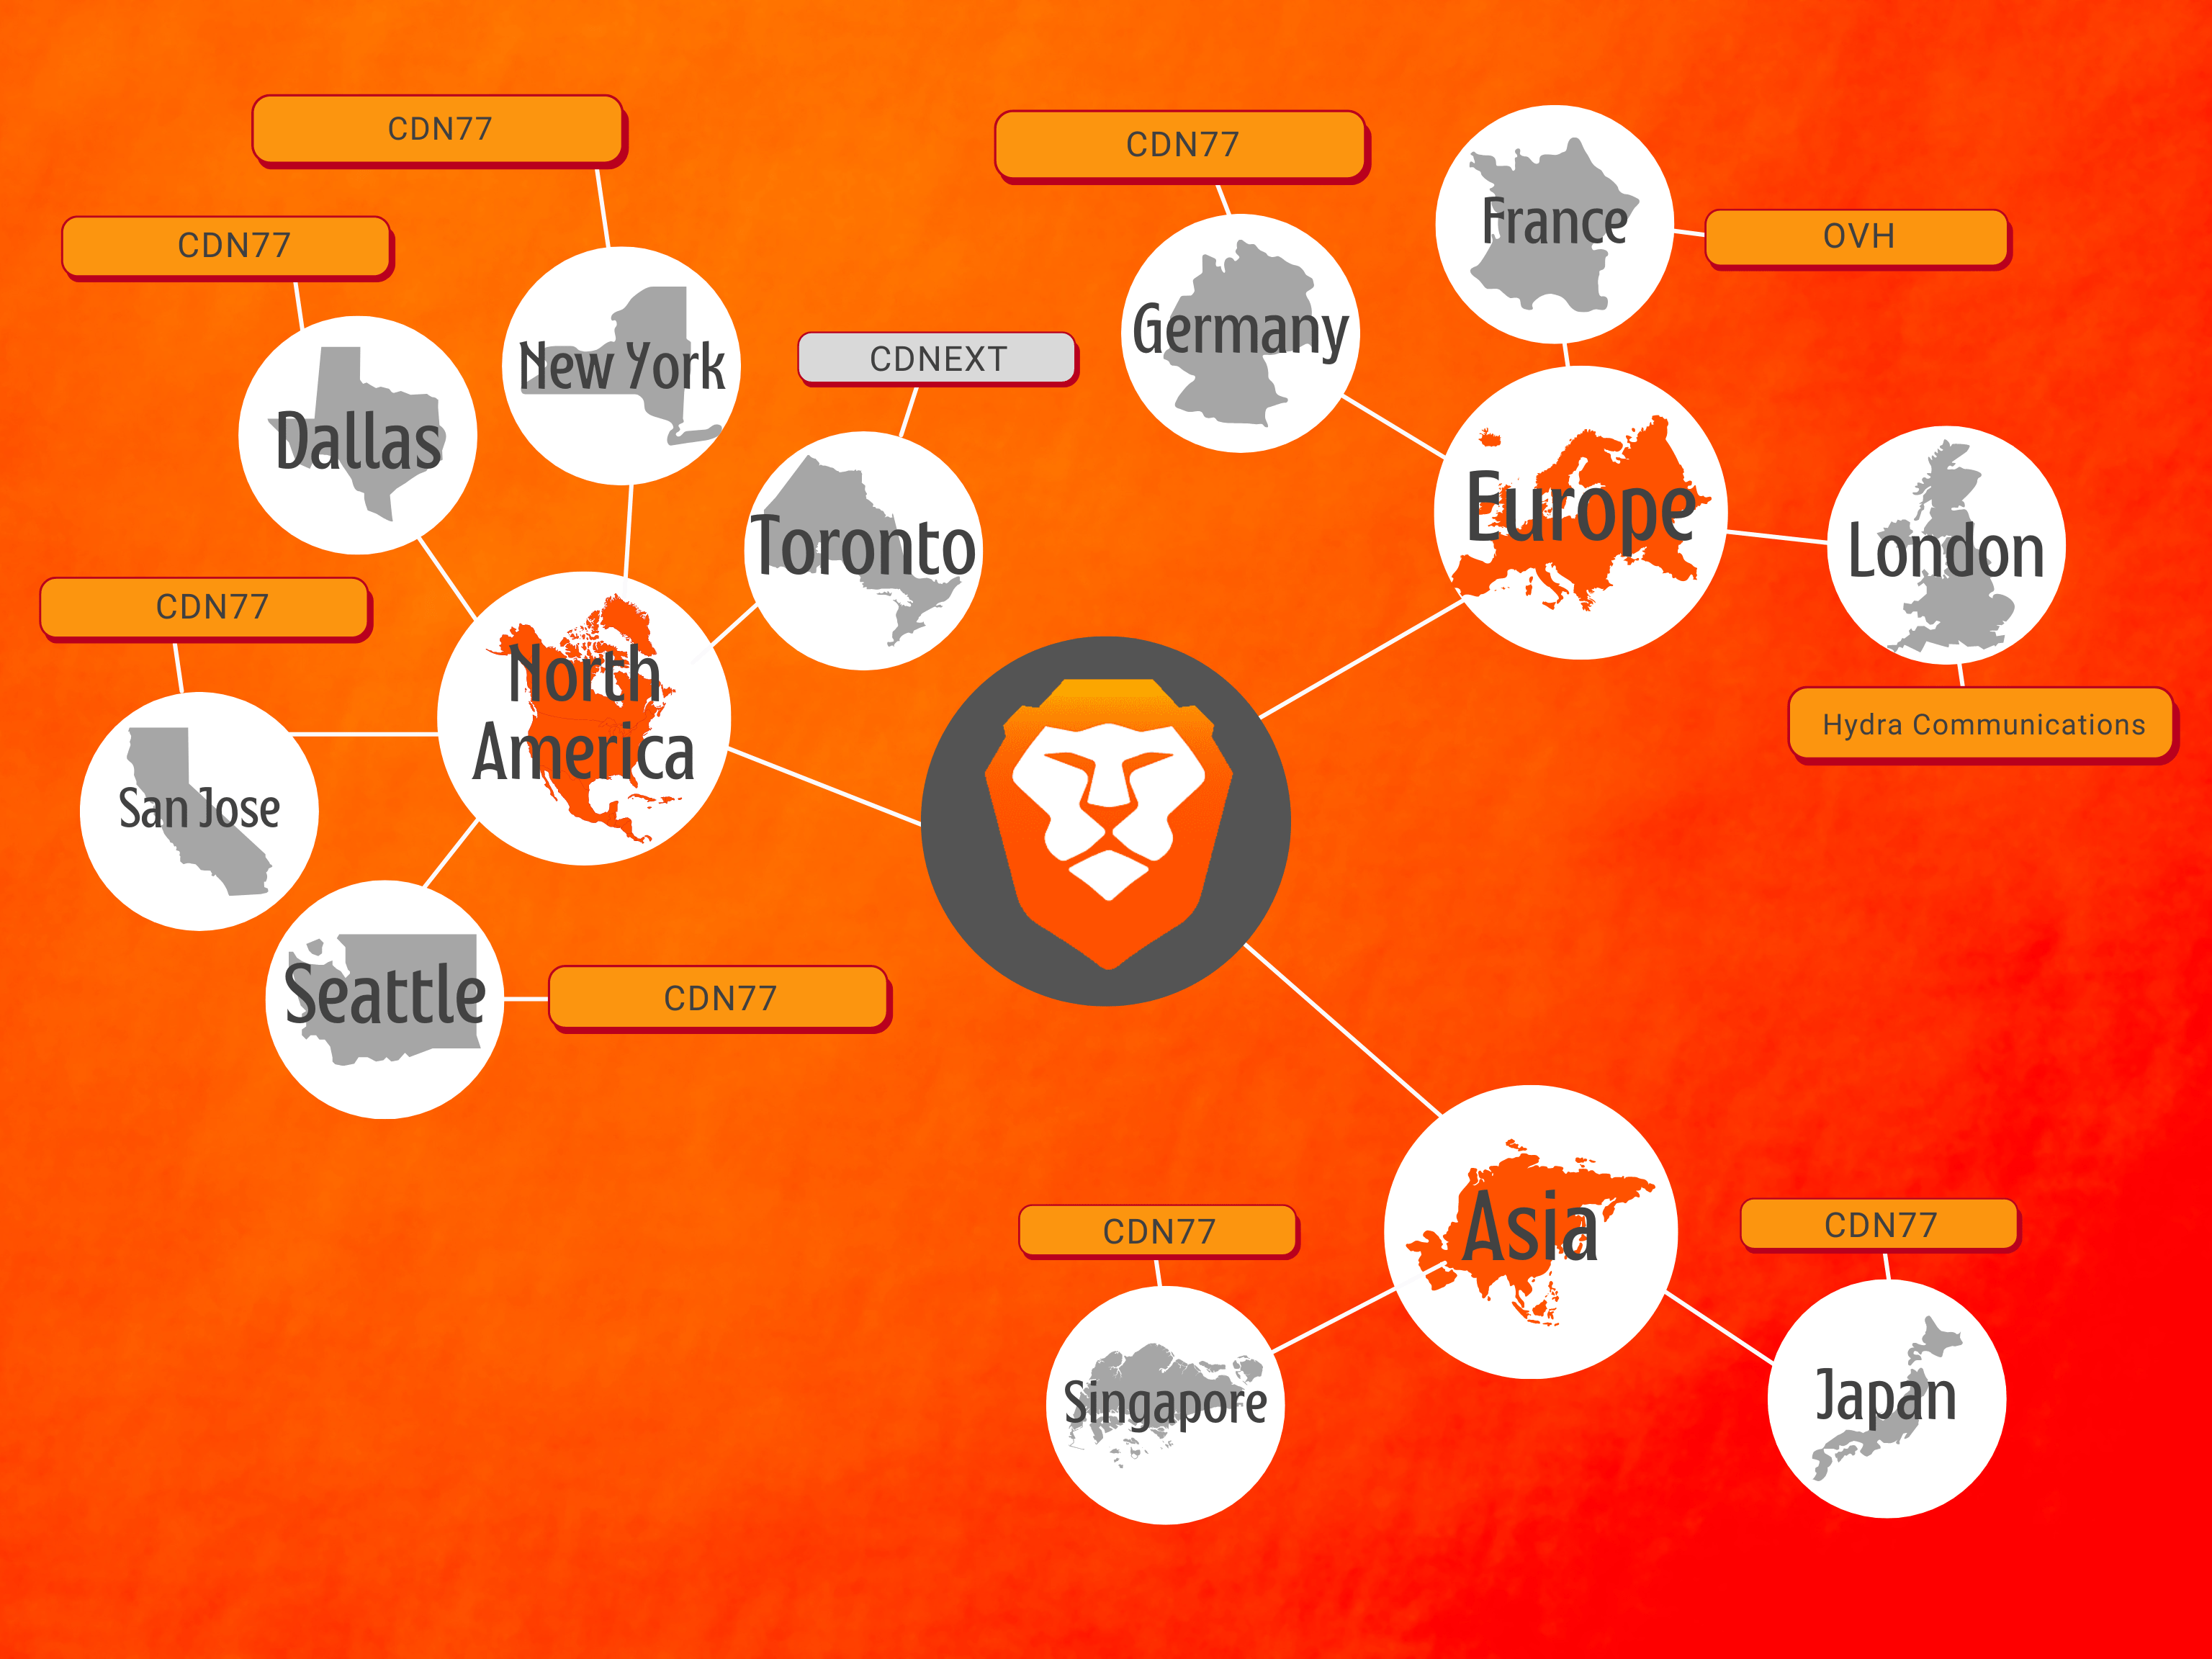 CDN77
CDN77
New York
Dallas
CDNEXT
Toronto
CDN77
North
America
San Jose
Seattle
CDN77
CDN77
Germany
France
OVH
Europe
London
Hydra Communications
Asia
CDN77
Singapore
CDN77
Japan